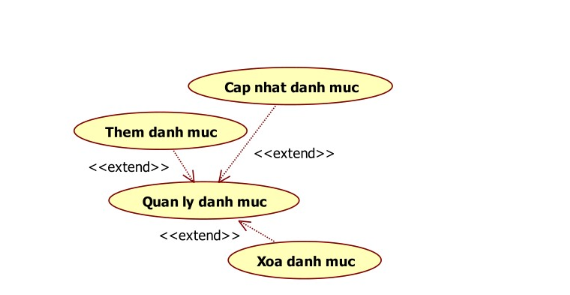 Cap nhat danh muc
Them danh muc
<<extend>>
<<extend>>
Quan ly danh muc
<<extend>>
Xoa danh muc